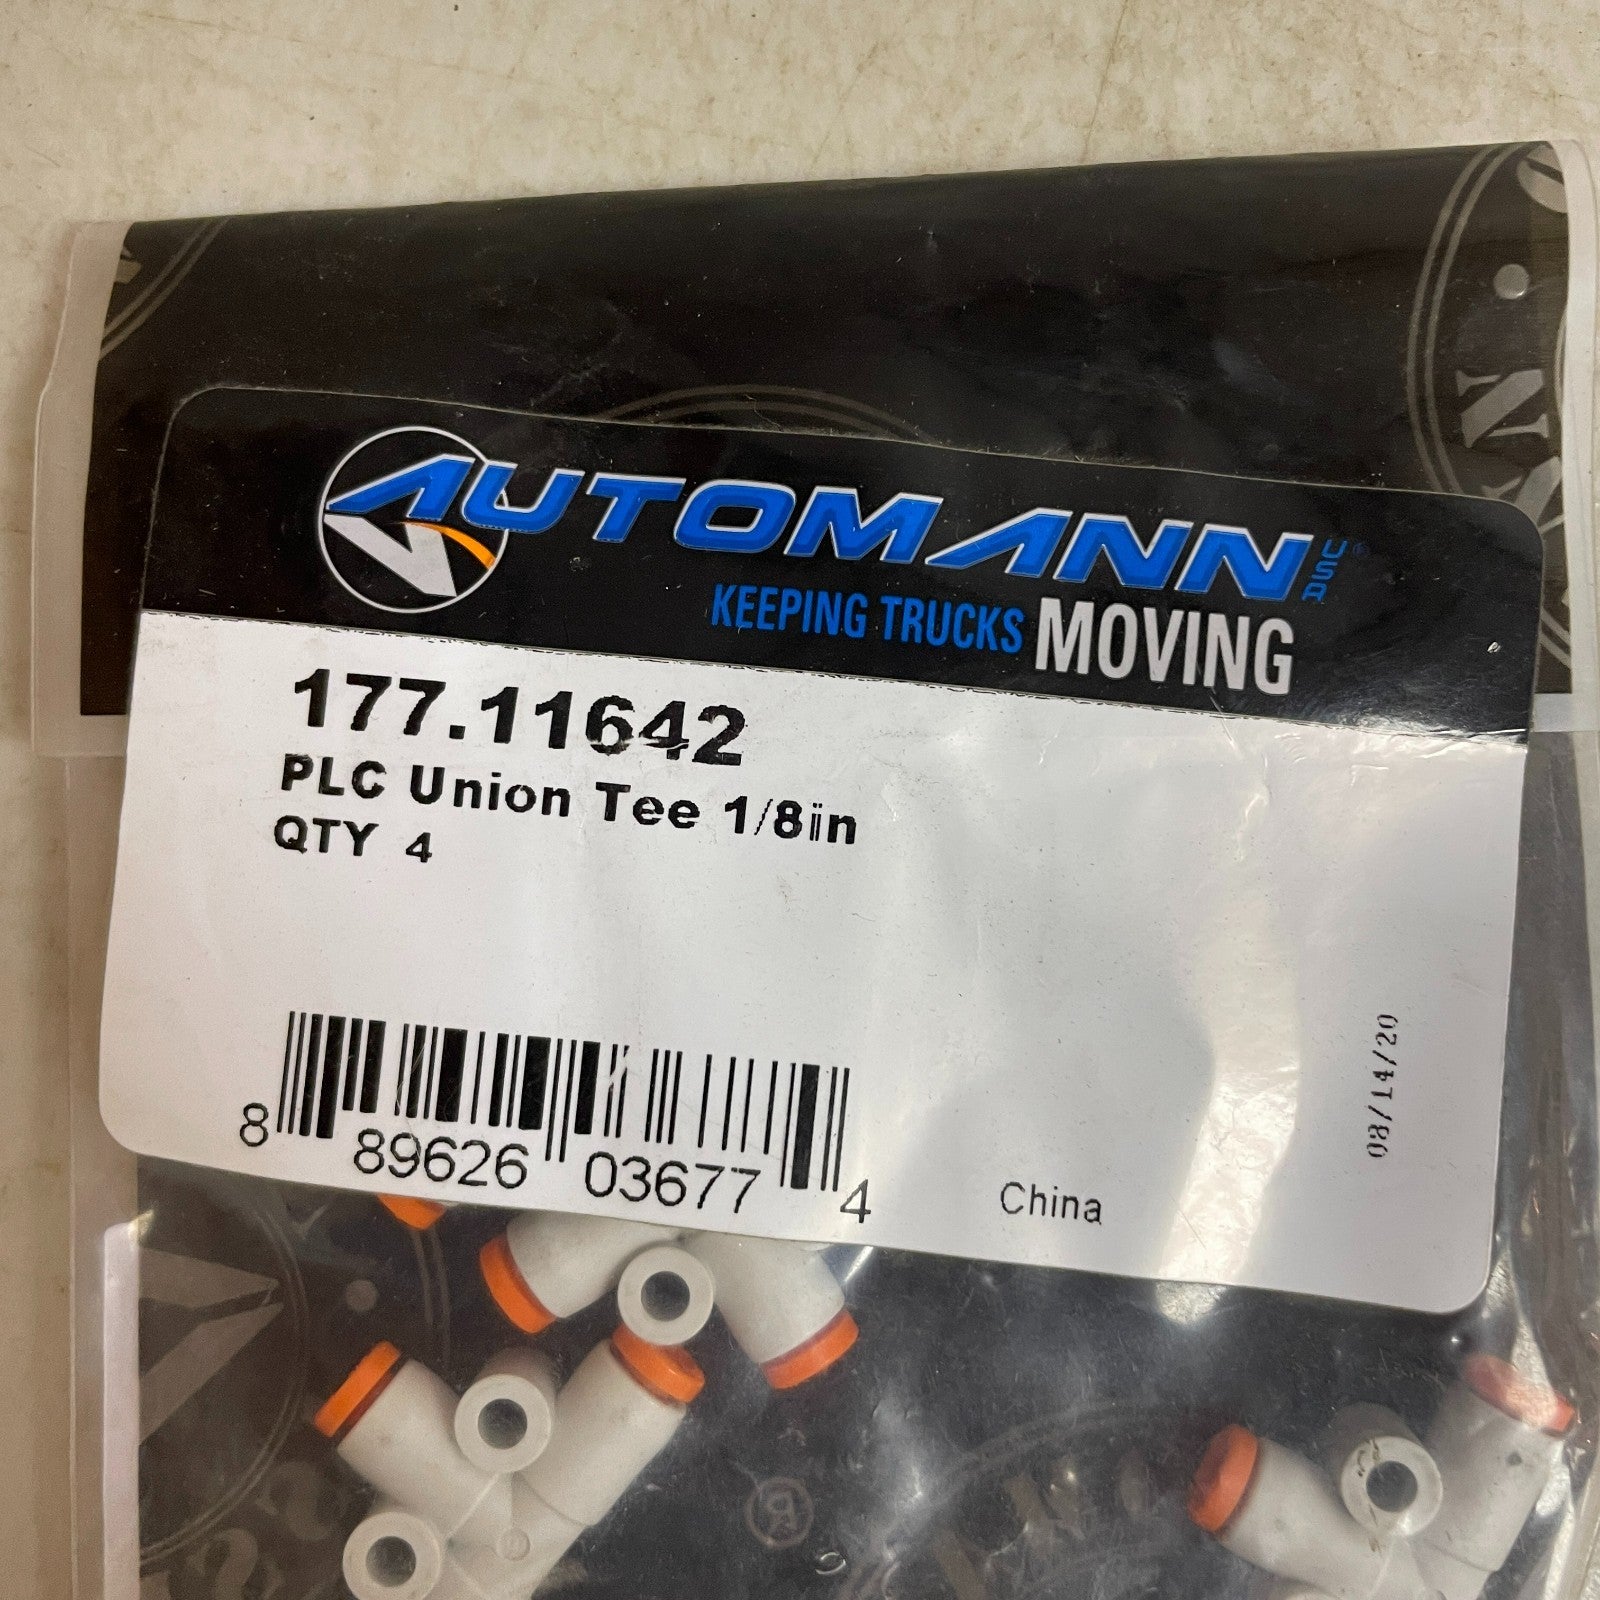 AUTOMANN USA
KEEPING TRUCKS MOVING
177.11642
PLC Union Tee 1/8in
QTY 4
8 89626 03677 4
China
08/14/20
®